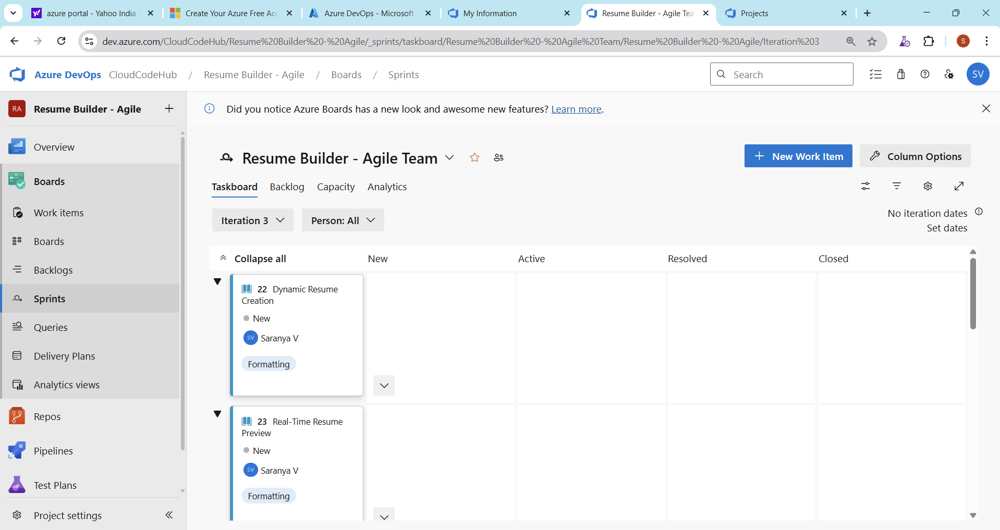 azure portal - Yahoo India
Create Your Azure Free Acc
Azure DevOps - Microsoft
My Information
Resume Builder - Agile Tea
Projects
dev.azure.com/CloudCodeHub/Resume%20Builder%20-%20Agile/_sprints/taskboard/Resume%20Builder%20-%20Agile%20Team/Resume%20Builder%20-%20Agile/Iteration%203
S
Azure DevOps CloudCodeHub / Resume Builder - Agile / Boards / Sprints
Search
SV
RA Resume Builder - Agile
Did you notice Azure Boards has a new look and awesome new features? Learn more.
Overview
Boards
Work items
Boards
Backlogs
Sprints
Queries
Delivery Plans
Analytics views
Repos
Pipelines
Test Plans
Project settings
Resume Builder - Agile Team
New Work Item
Column Options
Taskboard Backlog Capacity Analytics
Iteration 3
Person: All
No iteration dates
Set dates
Collapse all New Active Resolved Closed
22 Dynamic Resume
Creation
New
SV Saranya V
Formatting
23 Real-Time Resume
Preview
New
SV Saranya V
Formatting